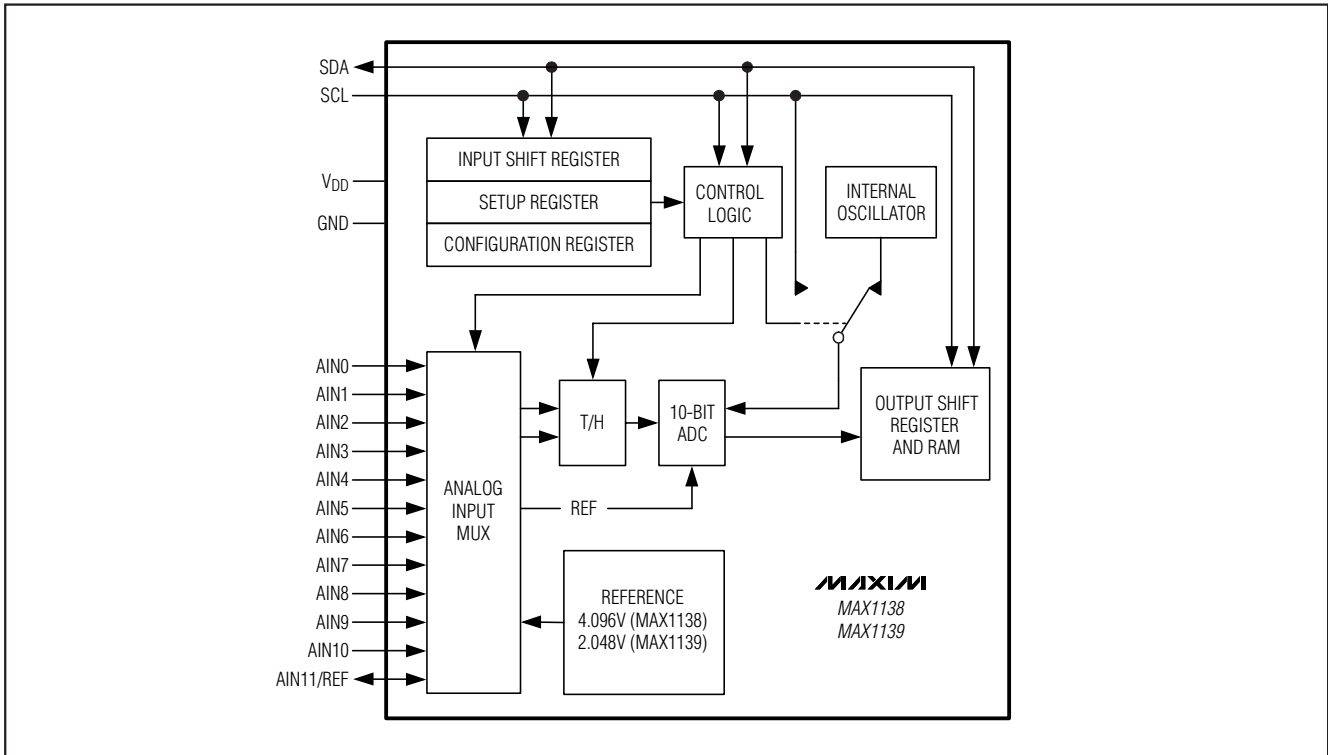 SDA
SCL
VDD
GND
INPUT SHIFT REGISTER
SETUP REGISTER
CONFIGURATION REGISTER
CONTROL
LOGIC
INTERNAL
OSCILLATOR
AIN0
AIN1
AIN2
AIN3
AIN4
AIN5
AIN6
AIN7
AIN8
AIN9
AIN10
AIN11/REF
ANALOG
INPUT
MUX
T/H
10-BIT
ADC
REF
OUTPUT SHIFT
REGISTER
AND RAM
REFERENCE
4.096V (MAX1138)
2.048V (MAX1139)
MAXIM
MAX1138
MAX1139